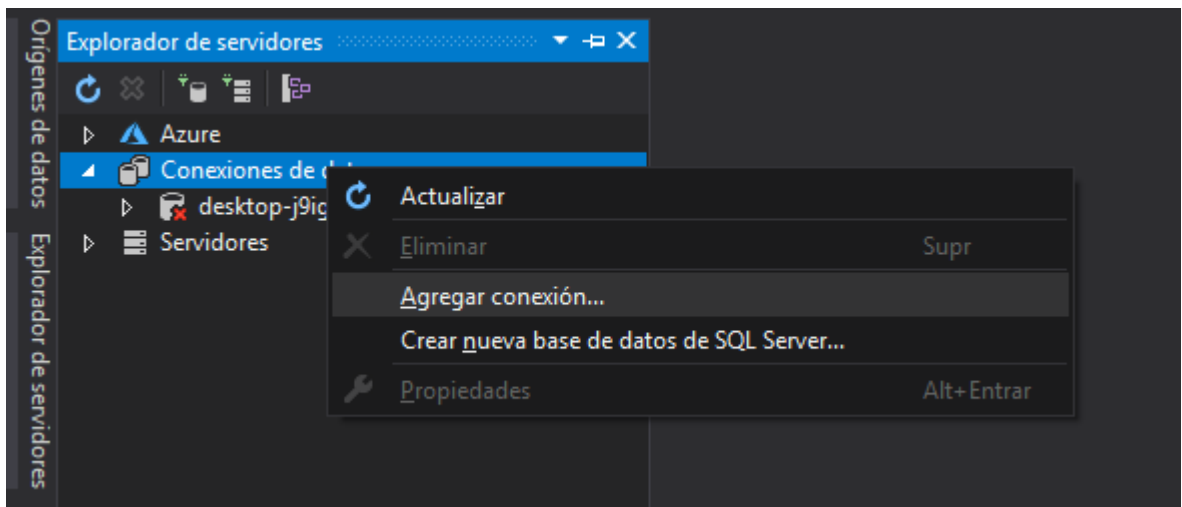 Orígenes de datos
Explorador de servidores
Explorador de servidores
Azure
Conexiones de
desktop-j9ig
Servidores
Actualizar
Eliminar Supr
Agregar conexión...
Crear nueva base de datos de SQL Server...
Propiedades Alt+Entrar